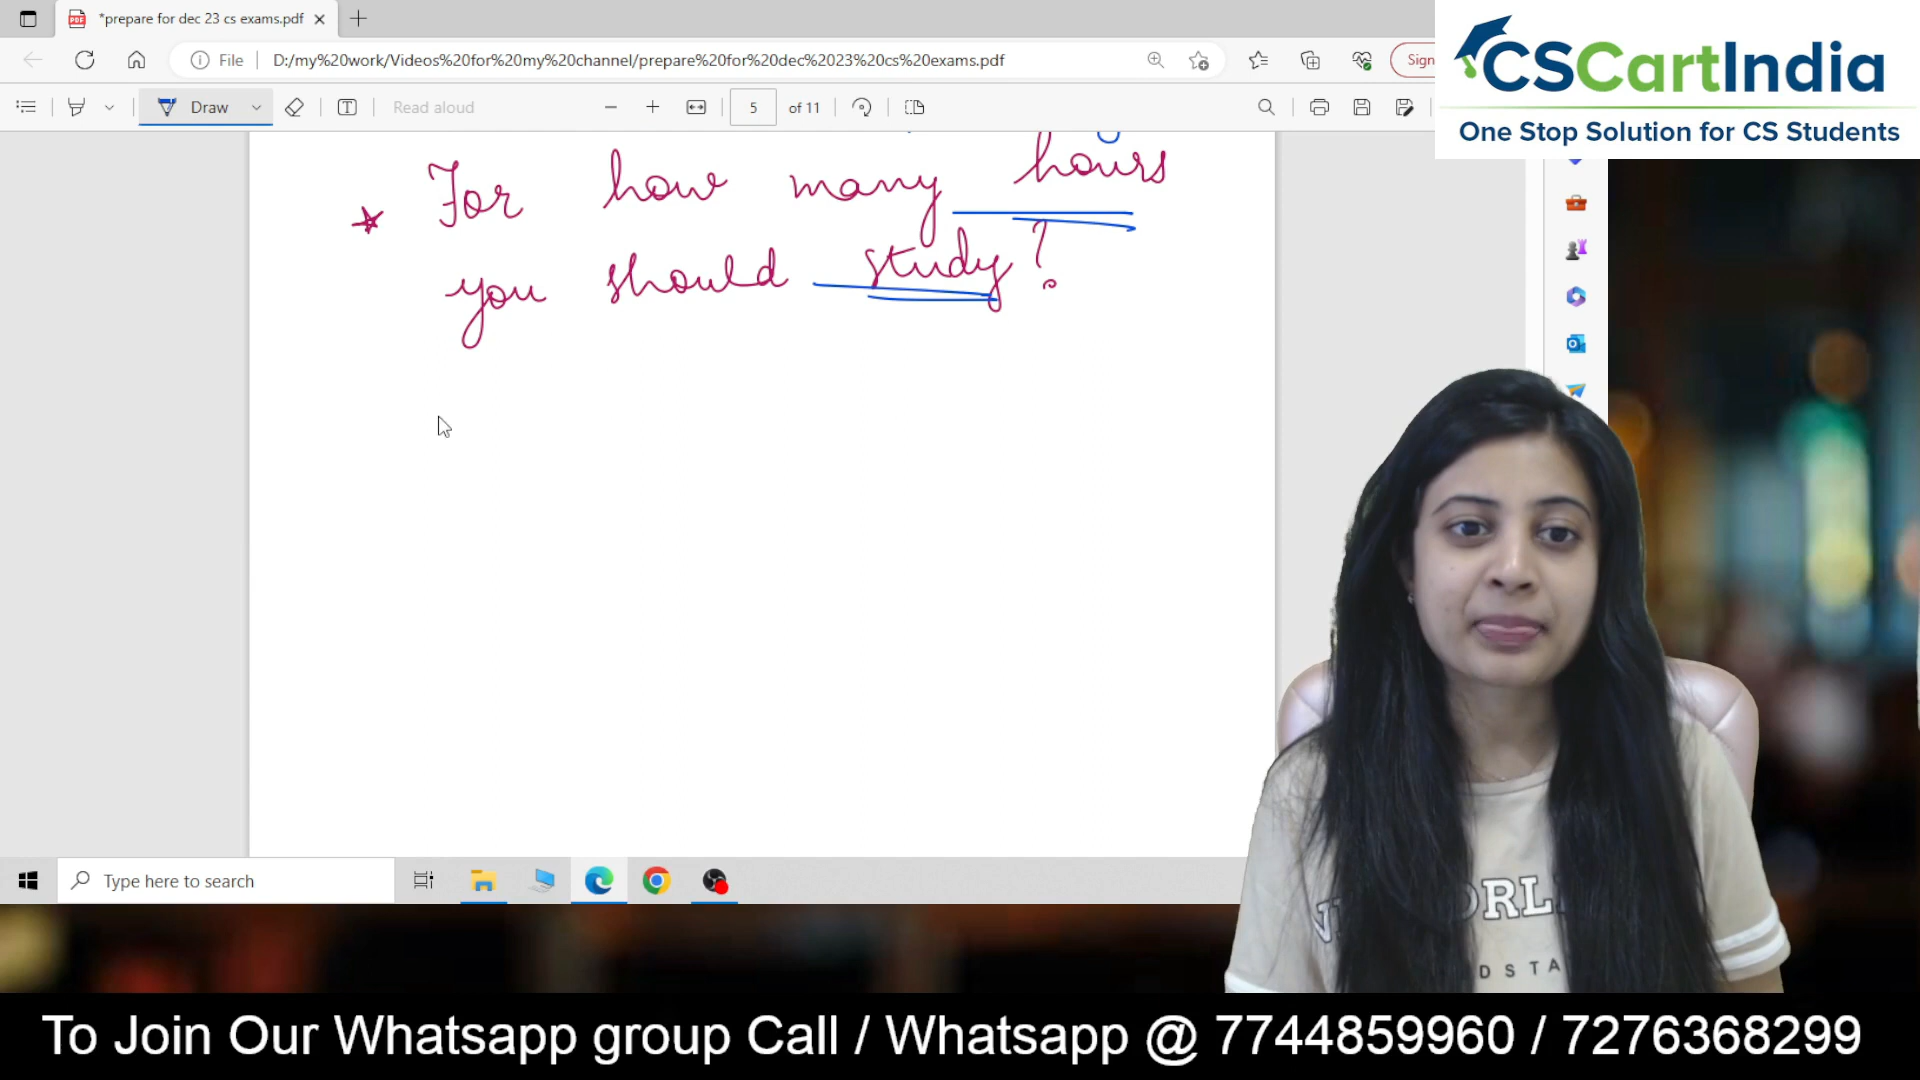 *prepare for dec 23 cs exams.pdf
File
D:/my%20work/Videos%20for%20my%20channel/prepare%20for%20dec%2023%20cs%20exams.pdf
Sign
Draw
Read aloud
5
of 11
CSCartIndia
One Stop Solution for CS Students
For how many hours
you should study?
Type here to search
ORL
DSTA
To Join Our Whatsapp group Call / Whatsapp @ 7744859960 / 7276368299